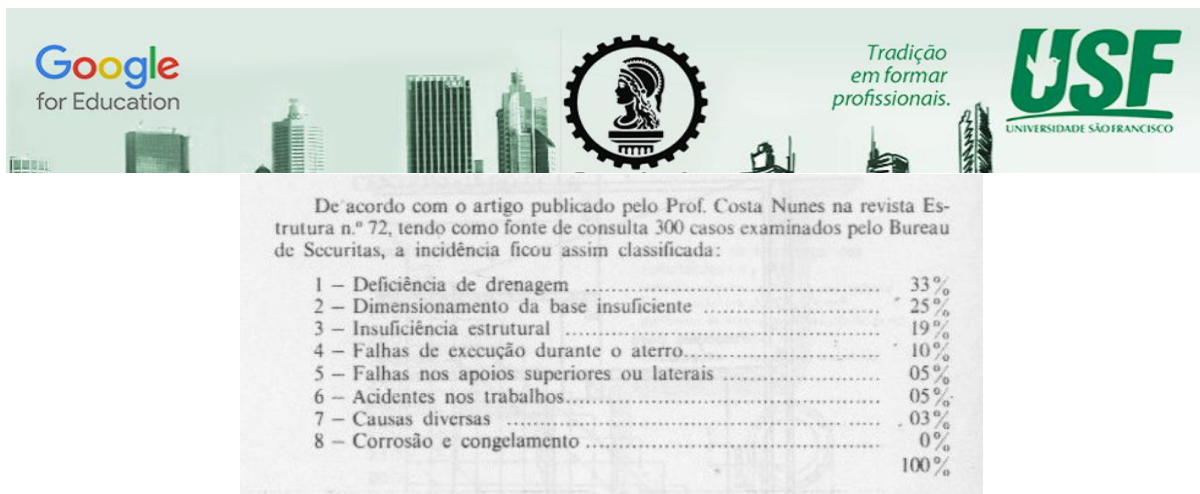 Google
for Education
Tradição
em formar
profissionais.
USF
UNIVERSIDADE SÃO FRANCISCO
De acordo com o artigo publicado pelo Prof. Costa Nunes na revista Es-
trutura n.º 72, tendo como fonte de consulta 300 casos examinados pelo Bureau
de Securitas, a incidência ficou assim classificada:
1 – Deficiência de drenagem ........................................ 33%
2 – Dimensionamento da base insuficiente ........................ 25%
3 – Insuficiência estrutural ........................................... 19%
4 – Falhas de execução durante o aterro........................... 10%
5 – Falhas nos apoios superiores ou laterais ...................... 05%
6 – Acidentes nos trabalhos........................................... 05%
7 – Causas diversas ..................................................... 03%
8 – Corrosão e congelamento ........................................ 0%
100%